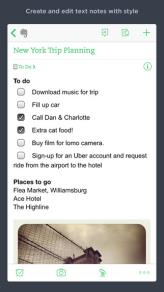 Create and edit text notes with style
New York Trip Planning
To Do's
To do
Download music for trip
Fill up car
Call Dan & Charlotte
Extra cat food!
Buy film for lomo camera.
Sign-up for an Uber account and request
ride from the airport to the hotel
Places to go
Flea Market, Williamsburg
Ace Hotel
The Highline